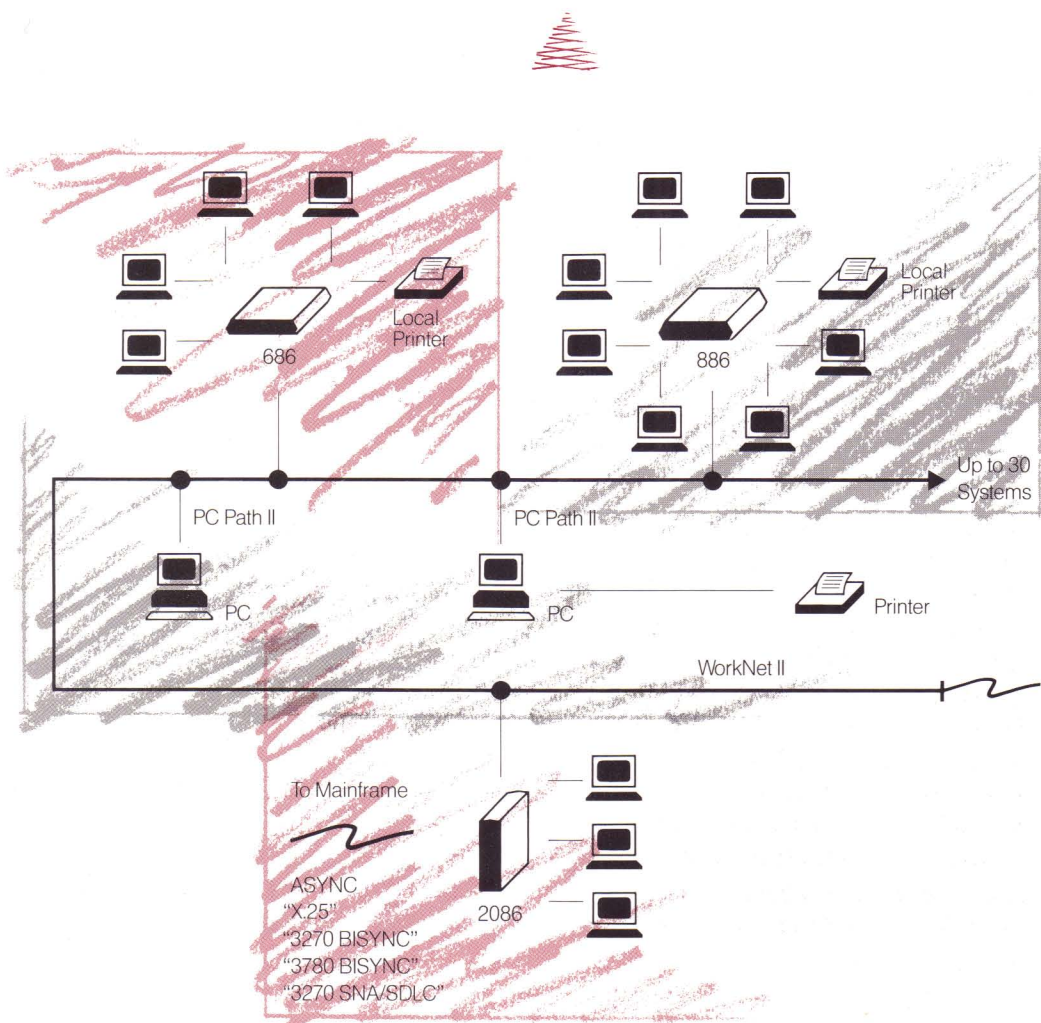 Local
Printer
686
Local
Printer
886
Up to 30
Systems
PC Path II
PC Path II
PC
PC
Printer
WorkNet II
To Mainframe
ASYNC
“X.25”
“3270 BISYNC”
“3780 BISYNC”
“3270 SNA/SDLC”
2086